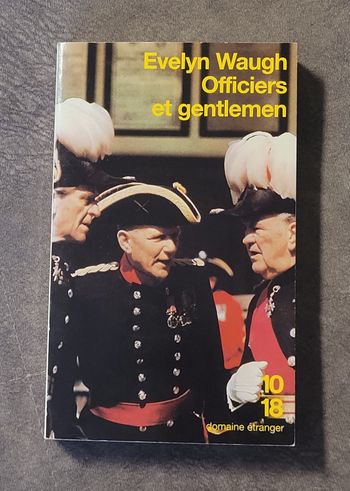 Evelyn Waugh
Officiers
et gentlemen
10
18
domaine étranger